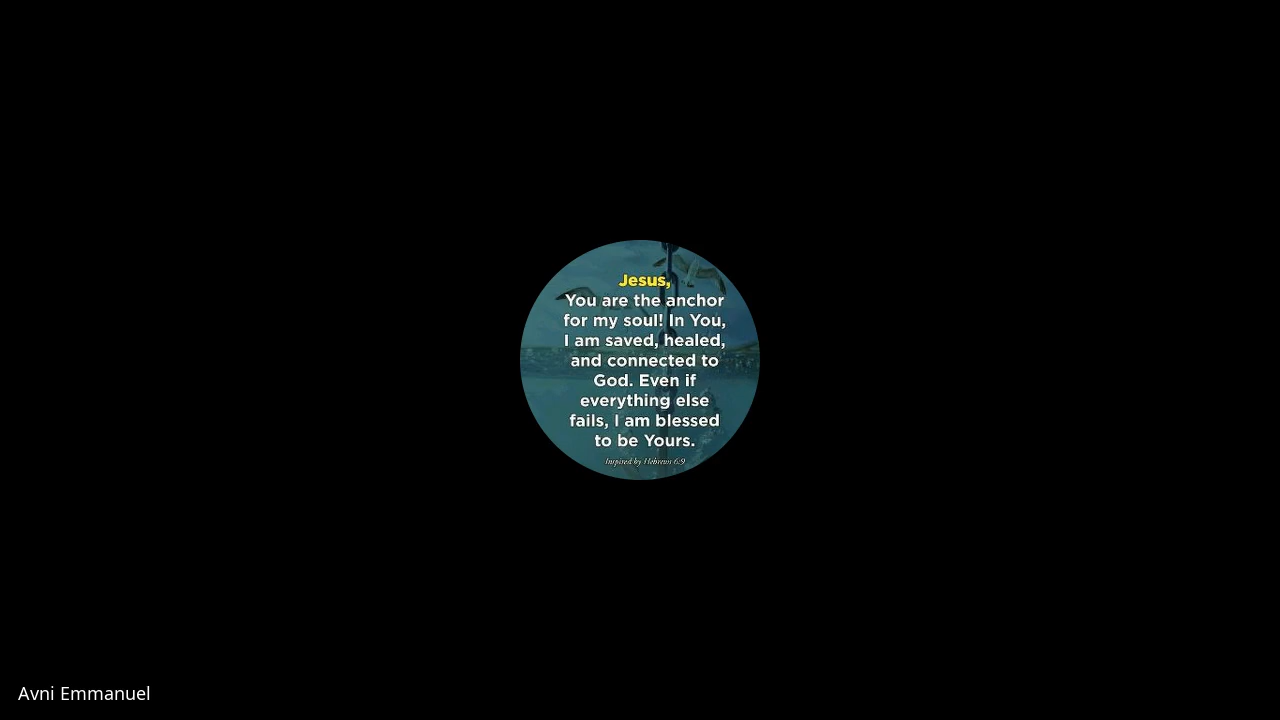 Jesus,
You are the anchor
for my soul! In You,
I am saved, healed,
and connected to
God. Even if
everything else
fails, I am blessed
to be Yours.
Inspired by Hebrews 6:9
Avni Emmanuel